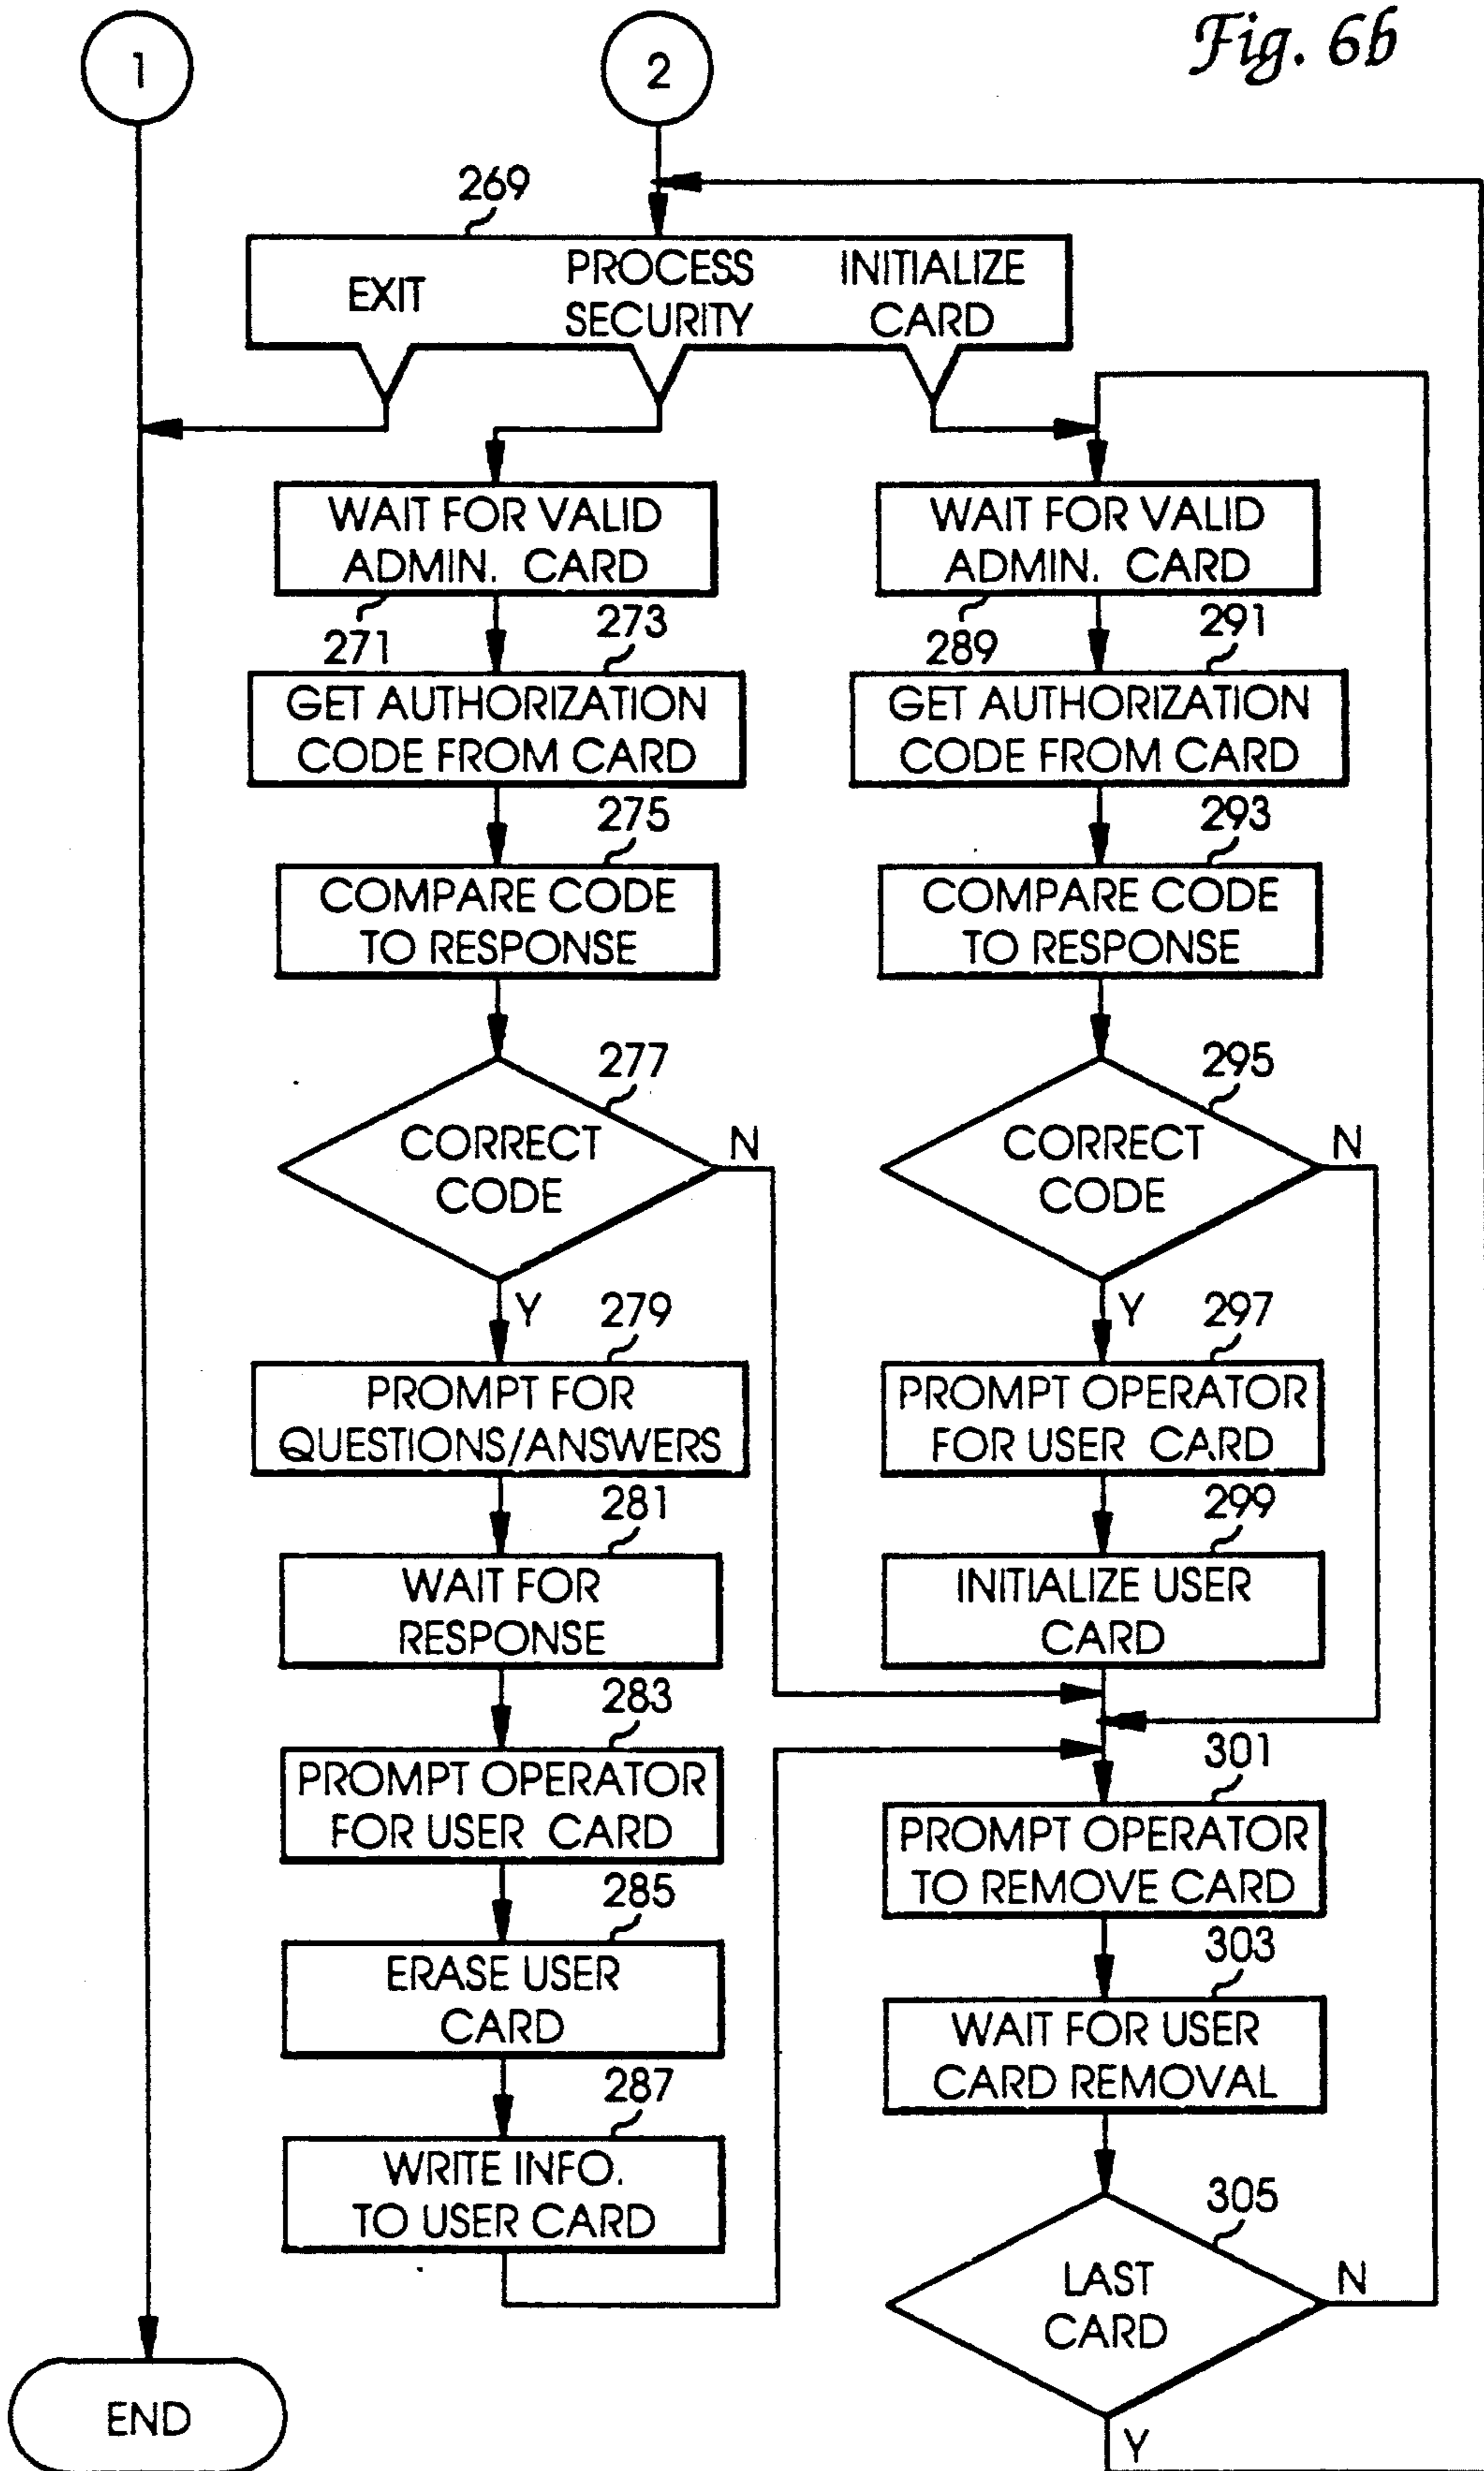 Fig. 6b
1
2
269
EXIT
PROCESS
SECURITY
INITIALIZE
CARD
WAIT FOR VALID
ADMIN. CARD
271
273
GET AUTHORIZATION
CODE FROM CARD
275
COMPARE CODE
TO RESPONSE
277
CORRECT
CODE
N
Y
279
PROMPT FOR
QUESTIONS/ANSWERS
281
WAIT FOR
RESPONSE
283
PROMPT OPERATOR
FOR USER CARD
285
ERASE USER
CARD
287
WRITE INFO.
TO USER CARD
WAIT FOR VALID
ADMIN. CARD
289
291
GET AUTHORIZATION
CODE FROM CARD
293
COMPARE CODE
TO RESPONSE
295
CORRECT
CODE
N
Y
297
PROMPT OPERATOR
FOR USER CARD
299
INITIALIZE USER
CARD
301
PROMPT OPERATOR
TO REMOVE CARD
303
WAIT FOR USER
CARD REMOVAL
305
LAST
CARD
N
Y
END